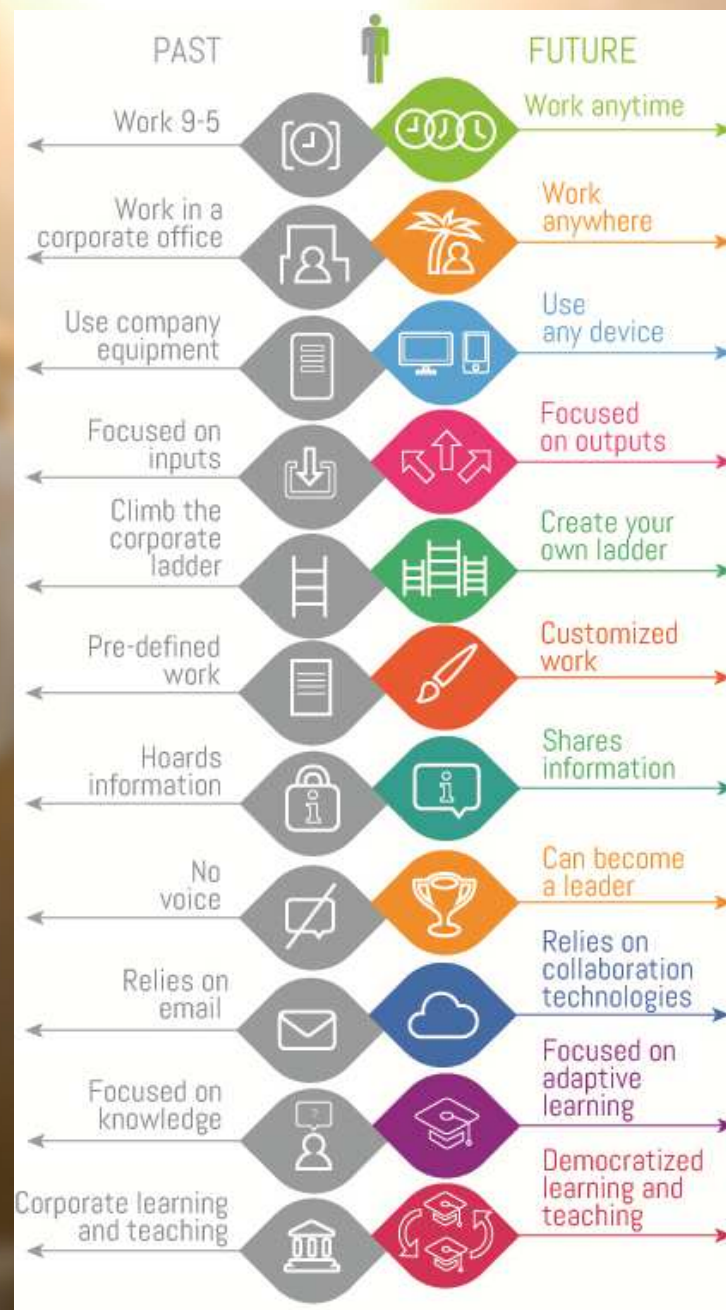 PAST
FUTURE
Work 9-5
Work anytime
Work in a
corporate office
Work
anywhere
Use company
equipment
Use
any device
Focused on
inputs
Focused
on outputs
Climb the
corporate
ladder
Create your
own ladder
Pre-defined
work
Customized
work
Hoards
information
Shares
information
No
voice
Can become
a leader
Relies on
email
Relies on
collaboration
technologies
Focused on
knowledge
Focused on
adaptive
learning
Corporate learning
and teaching
Democratized
learning and
teaching